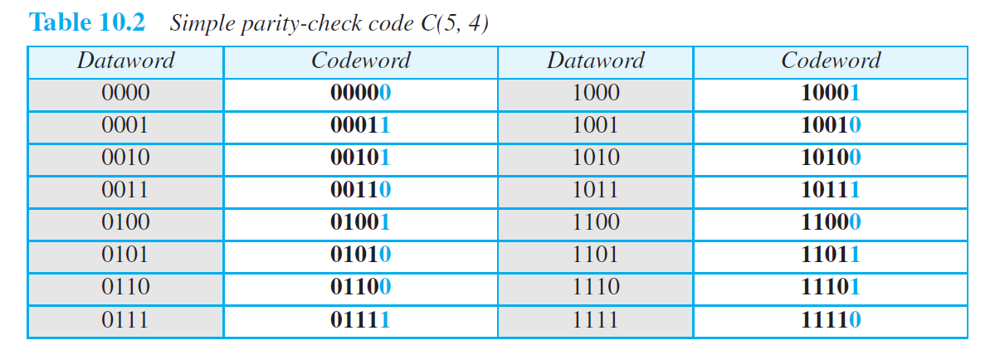 Table 10.2 Simple parity-check code C(5, 4)
Dataword Codeword Dataword Codeword
0000 00000 1000 10001
0001 00011 1001 10010
0010 00101 1010 10100
0011 00110 1011 10111
0100 01001 1100 11000
0101 01010 1101 11011
0110 01100 1110 11101
0111 01111 1111 11110